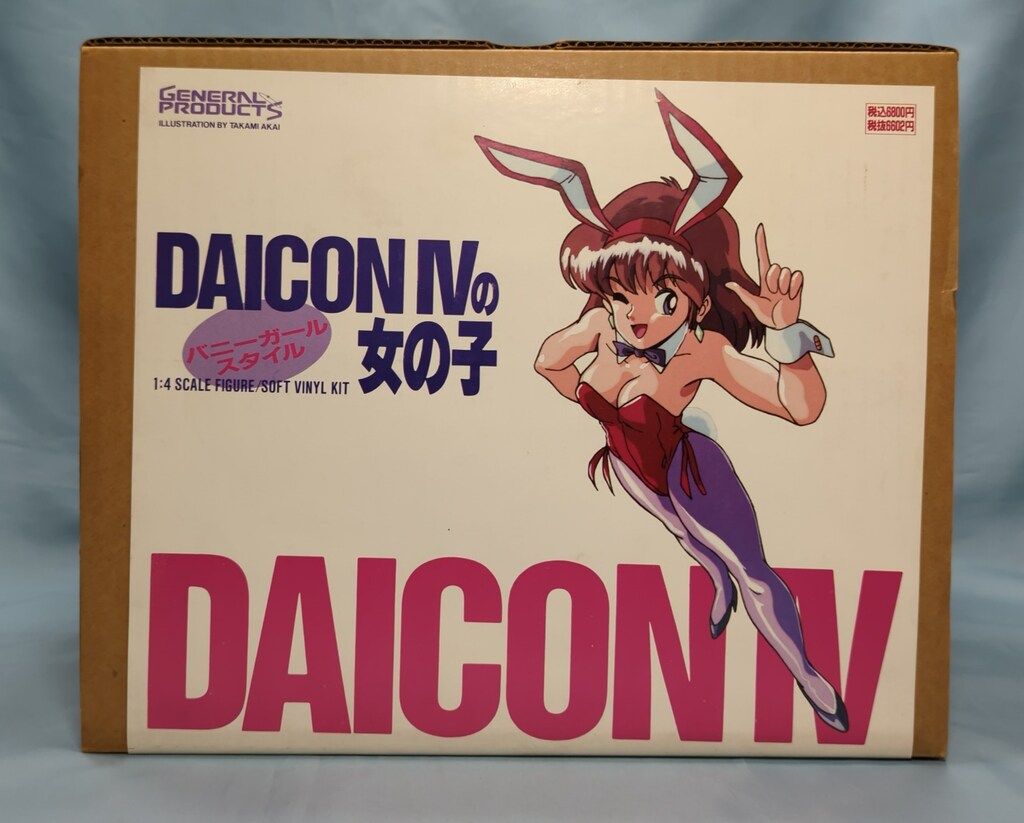 GENERAL
PRODUCTS
ILLUSTRATION BY TAKAMI AKAI
税込6800円
税抜6602円
DAICON IVの
女の子
バニーガール
スタイル
1:4 SCALE FIGURE/SOFT VINYL KIT
DAICON IV